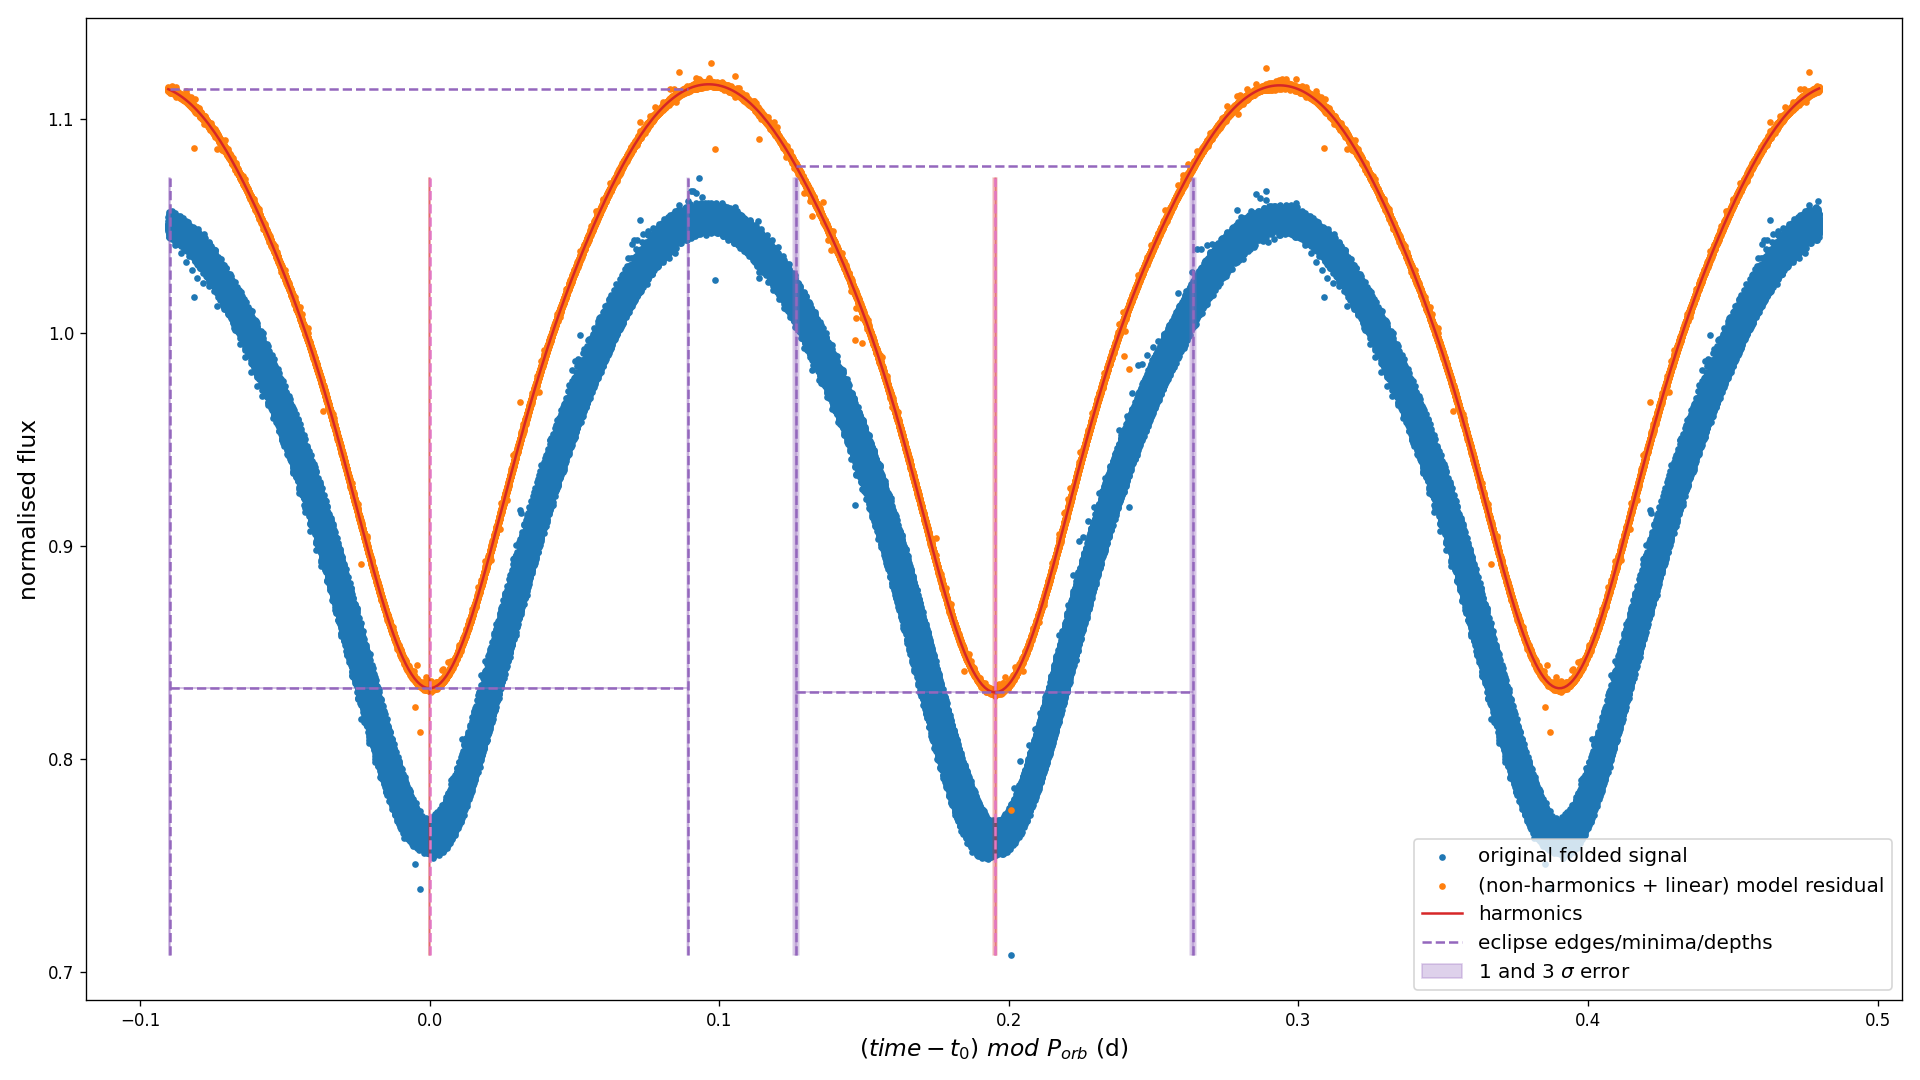 normalised flux
1.1
1.0
0.9
0.8
0.7
−0.1
0.0
0.1
0.2
0.3
0.4
0.5
(time − t₀) mod Pₒᵣb (d)
original folded signal
(non-harmonics + linear) model residual
harmonics
eclipse edges/minima/depths
1 and 3 σ error